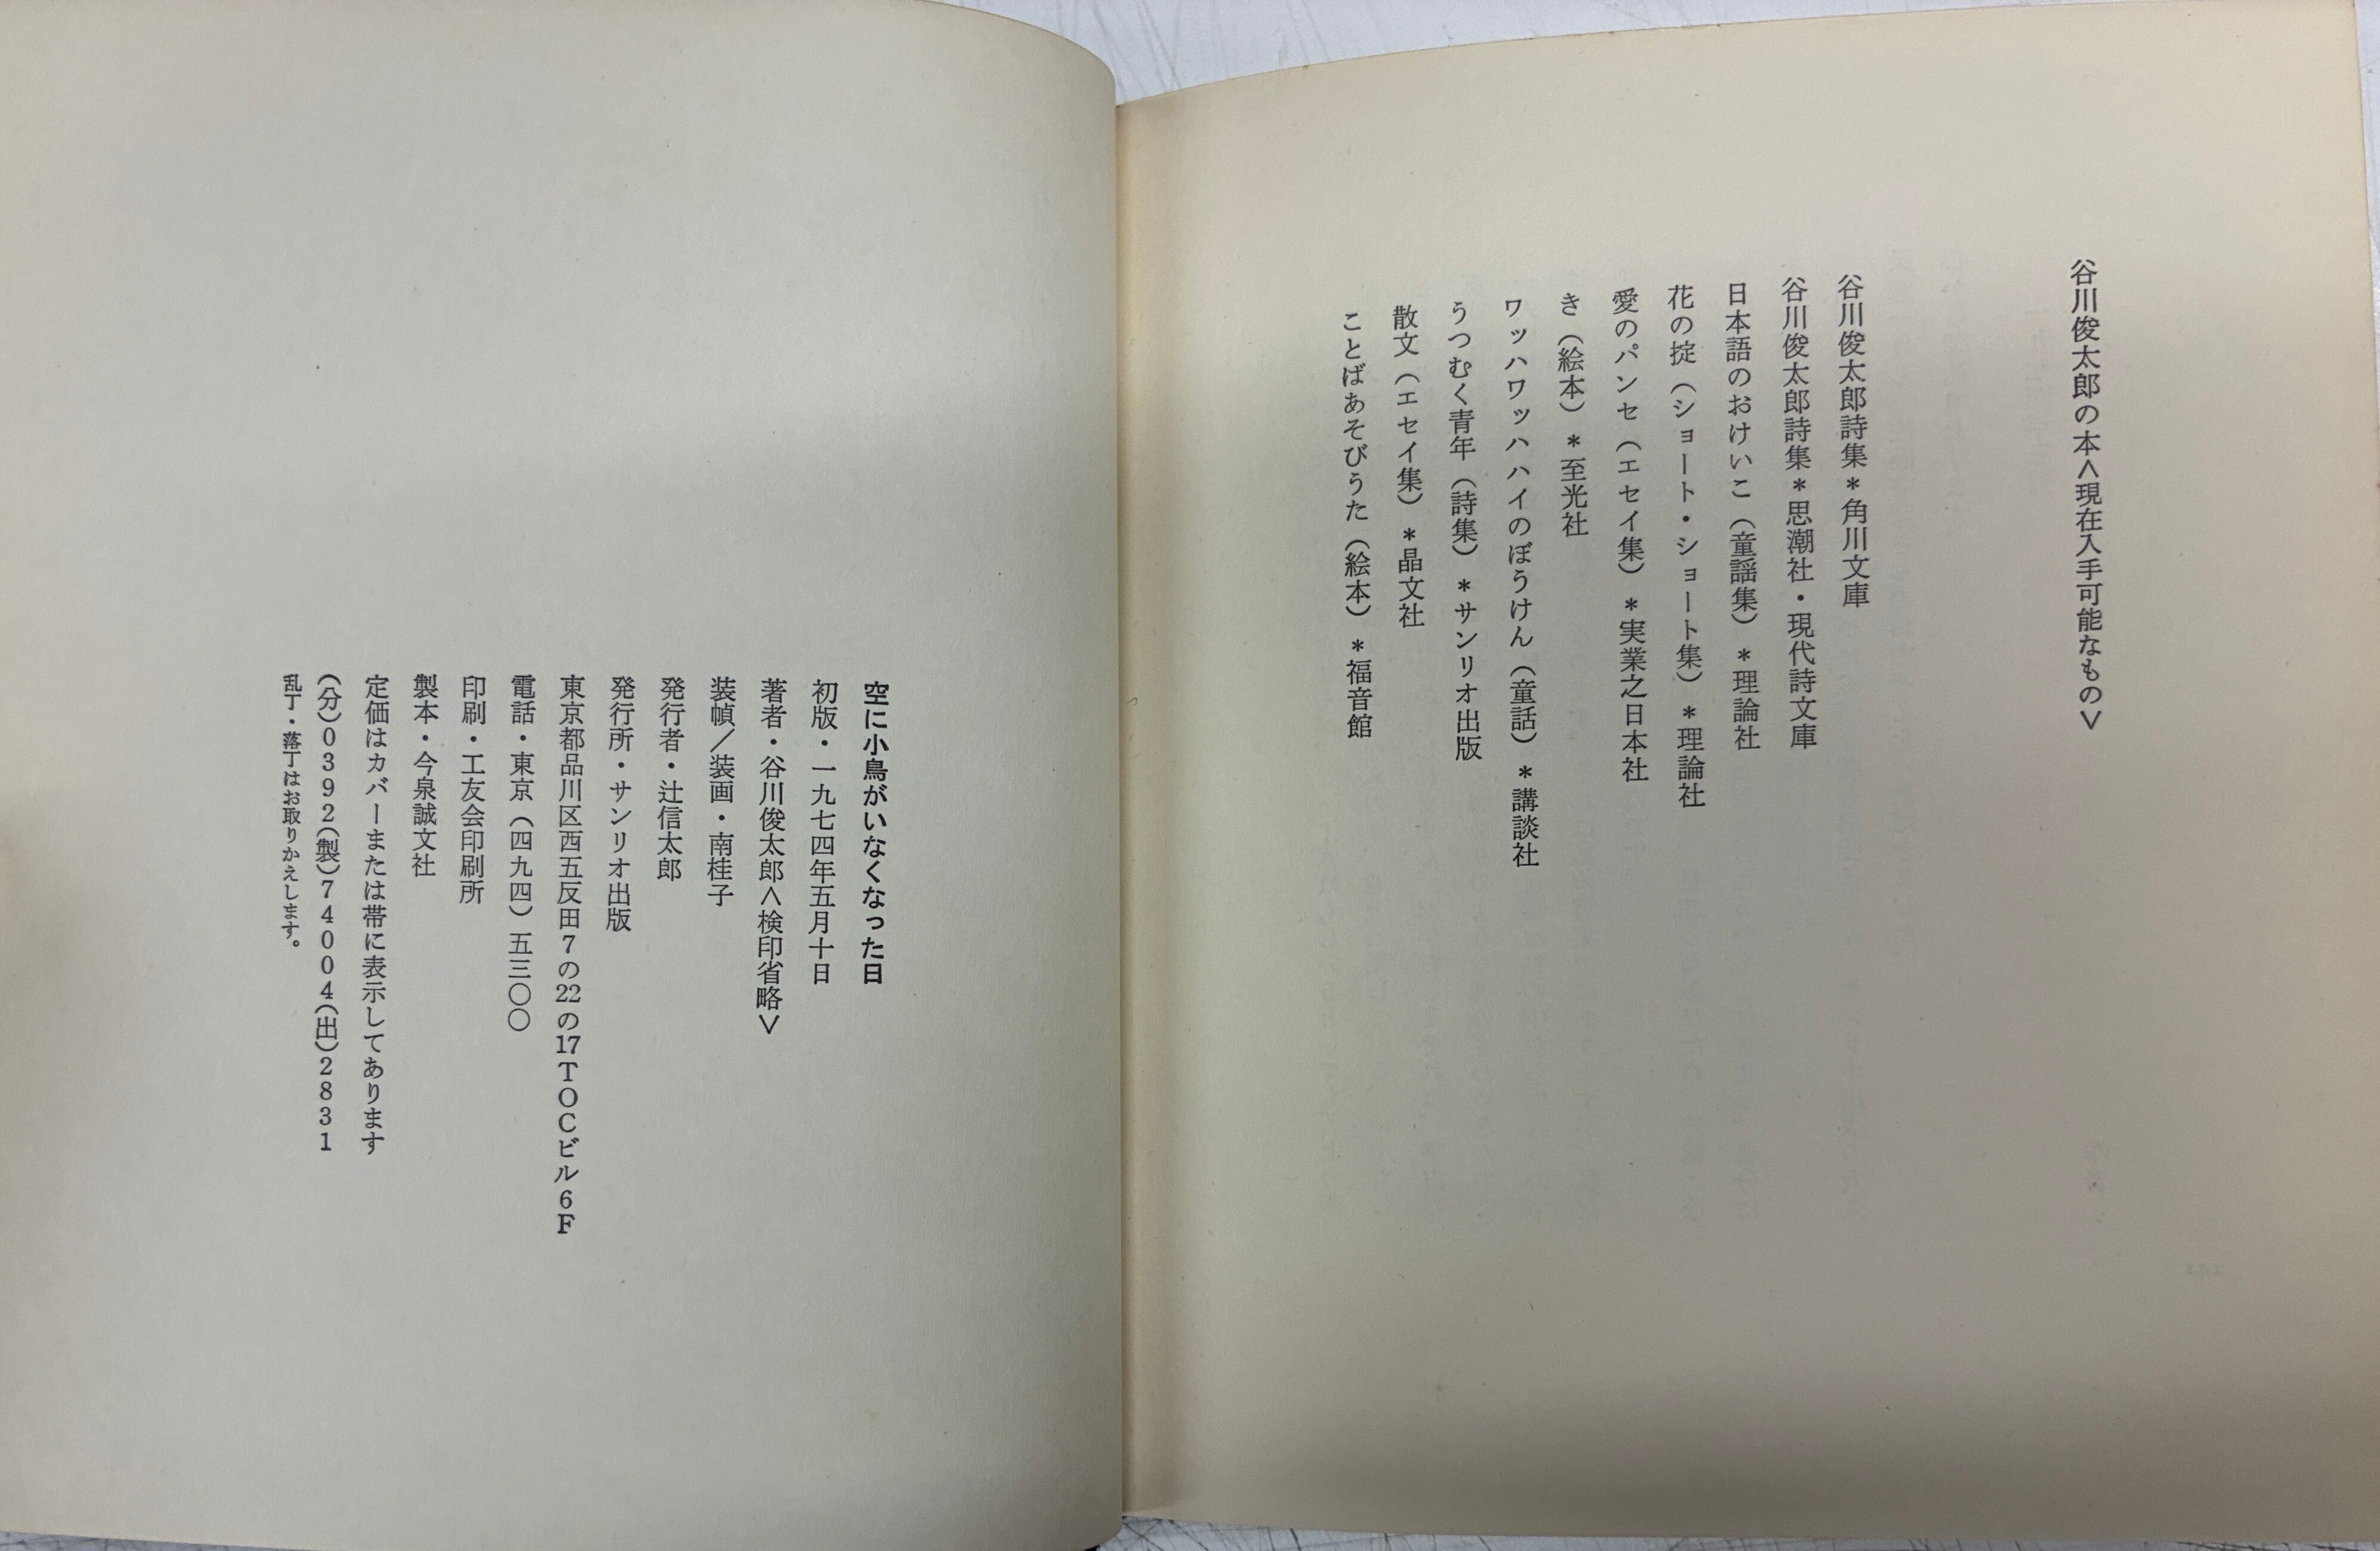 谷川俊太郎の本＜現在入手可能なもの＞
谷川俊太郎詩集＊角川文庫
谷川俊太郎詩集＊思潮社・現代詩文庫
日本語のおけいこ（童謡集）＊理論社
花の掟（ショート・ショート集）＊理論社
愛のパンセ（エセイ集）＊実業之日本社
き（絵本）＊至光社
ワッハワッハハイのぼうけん（童話）＊講談社
うつむく青年（詩集）＊サンリオ出版
散文（エセイ集）＊晶文社
ことばあそびうた（絵本）＊福音館
空に小鳥がいなくなった日
初版・一九七四年五月十日
著者・谷川俊太郎＜検印省略＞
装幀／装画・南桂子
発行者・辻信太郎
発行所・サンリオ出版
東京都品川区西五反田7の22の17TOCビル6F
電話・東京（四九四）五三〇〇
印刷・工友会印刷所
製本・今泉誠文社
定価はカバーまたは帯に表示してあります
(分)0392(製)74004(出)2831
乱丁・落丁はお取りかえします。